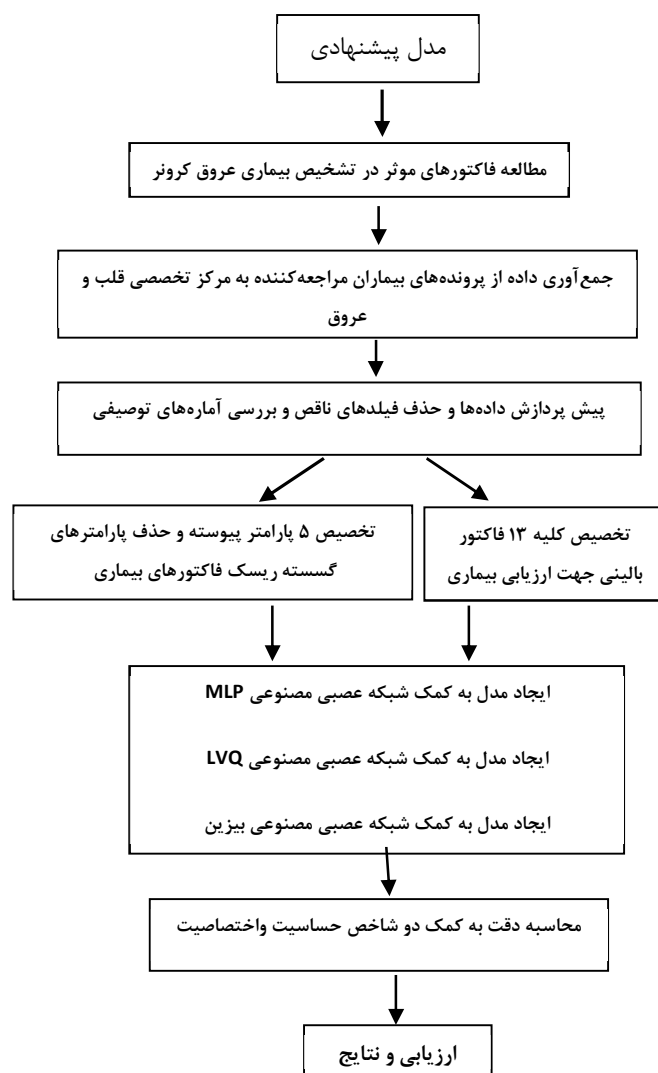 مدل پیشنهادی
مطالعه فاکتورهای موثر در تشخیص بیماری عروق کرونر
جمع‌آوری داده از پرونده‌های بیماران مراجعه‌کننده به مرکز تخصصی قلب و
عروق
پیش پردازش داده‌ها و حذف فیلدهای ناقص و بررسی آماره‌های توصیفی
تخصیص کلیه ۱۳ فاکتور
بالینی جهت ارزیابی بیماری
تخصیص ۵ پارامتر پیوسته و حذف پارامترهای
گسسته ریسک فاکتورهای بیماری
ایجاد مدل به کمک شبکه عصبی مصنوعی MLP
ایجاد مدل به کمک شبکه عصبی مصنوعی LVQ
ایجاد مدل به کمک شبکه عصبی مصنوعی بیزین
محاسبه دقت به کمک دو شاخص حساسیت واختصاصیت
ارزیابی و نتایج